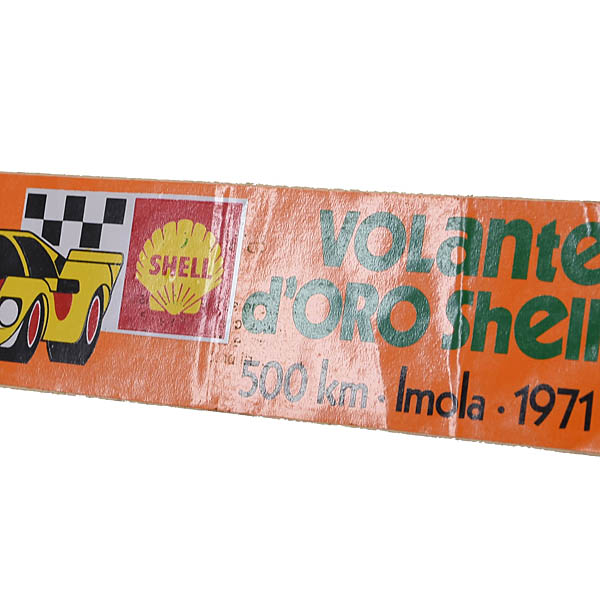 SHELL
VOLante
d'ORO Shell
500 km · Imola · 1971